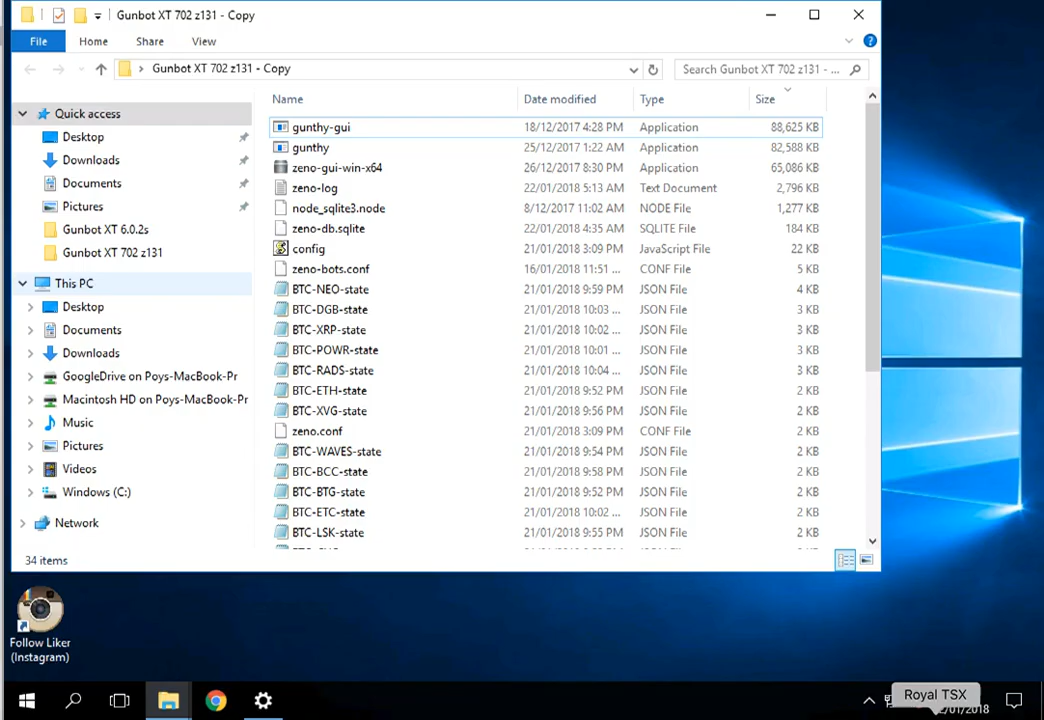 Gunbot XT 702 z131 - Copy
File Home Share View
Gunbot XT 702 z131 - Copy
Search Gunbot XT 702 z131 - ...
Name Date modified Type Size
Quick access
Desktop
Downloads
Documents
Pictures
Gunbot XT 6.0.2s
Gunbot XT 702 z131
This PC
Desktop
Documents
Downloads
GoogleDrive on Poys-MacBook-Pr
Macintosh HD on Poys-MacBook-Pr
Music
Pictures
Videos
Windows (C:)
Network
gunthy-gui 18/12/2017 4:28 PM Application 88,625 KB
gunthy 25/12/2017 1:22 AM Application 82,588 KB
zeno-gui-win-x64 26/12/2017 8:30 PM Application 65,086 KB
zeno-log 22/01/2018 5:13 AM Text Document 2,796 KB
node_sqlite3.node 8/12/2017 11:02 AM NODE File 1,277 KB
zeno-db.sqlite 22/01/2018 4:35 AM SQLITE File 184 KB
config 21/01/2018 3:09 PM JavaScript File 22 KB
zeno-bots.conf 16/01/2018 11:51 ... CONF File 5 KB
BTC-NEO-state 21/01/2018 9:59 PM JSON File 4 KB
BTC-DGB-state 21/01/2018 10:03 ... JSON File 3 KB
BTC-XRP-state 21/01/2018 10:02 ... JSON File 3 KB
BTC-POWR-state 21/01/2018 10:01 ... JSON File 3 KB
BTC-RADS-state 21/01/2018 10:04 ... JSON File 3 KB
BTC-ETH-state 21/01/2018 9:52 PM JSON File 3 KB
BTC-XVG-state 21/01/2018 9:56 PM JSON File 3 KB
zeno.conf 21/01/2018 3:09 PM CONF File 2 KB
BTC-WAVES-state 21/01/2018 9:54 PM JSON File 2 KB
BTC-BCC-state 21/01/2018 9:58 PM JSON File 2 KB
BTC-BTG-state 21/01/2018 9:52 PM JSON File 2 KB
BTC-ETC-state 21/01/2018 10:02 ... JSON File 2 KB
BTC-LSK-state 21/01/2018 9:55 PM JSON File 2 KB
34 items
Follow Liker
(Instagram)
Royal TSX